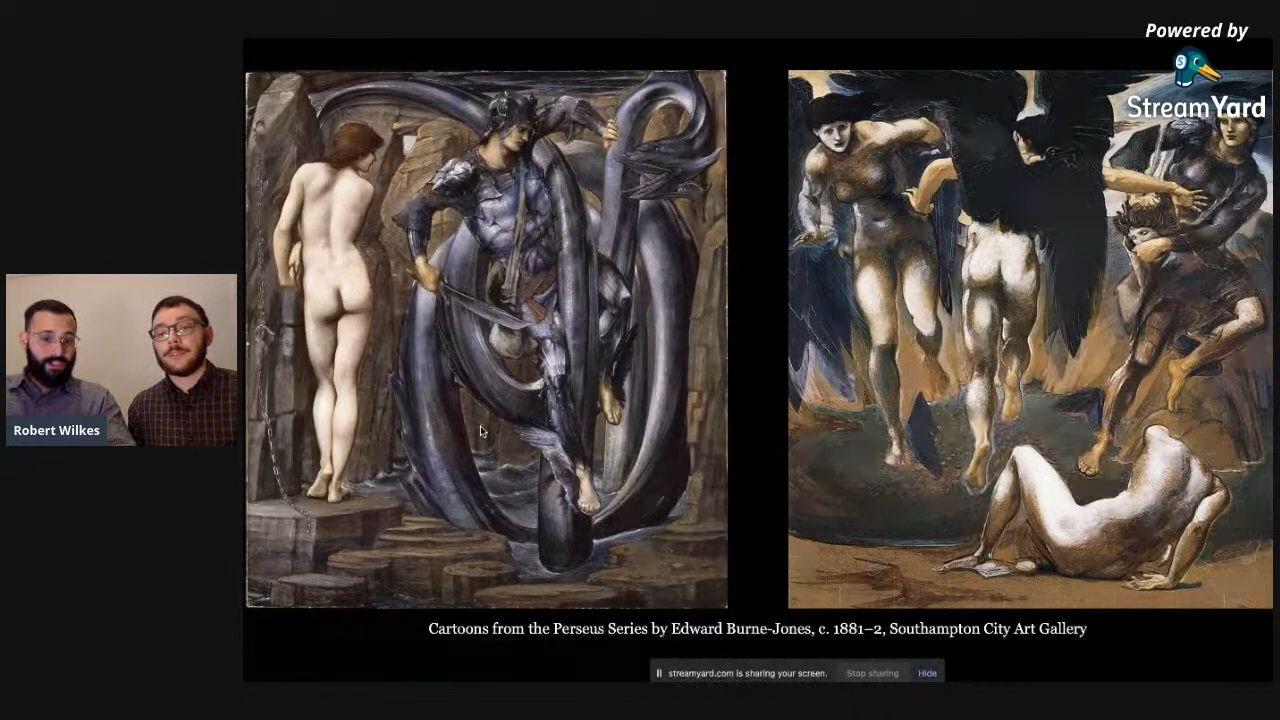 Powered by
StreamYard
Robert Wilkes
Cartoons from the Perseus Series by Edward Burne-Jones, c. 1881–2, Southampton City Art Gallery
streamyard.com is sharing your screen. Stop sharing Hide